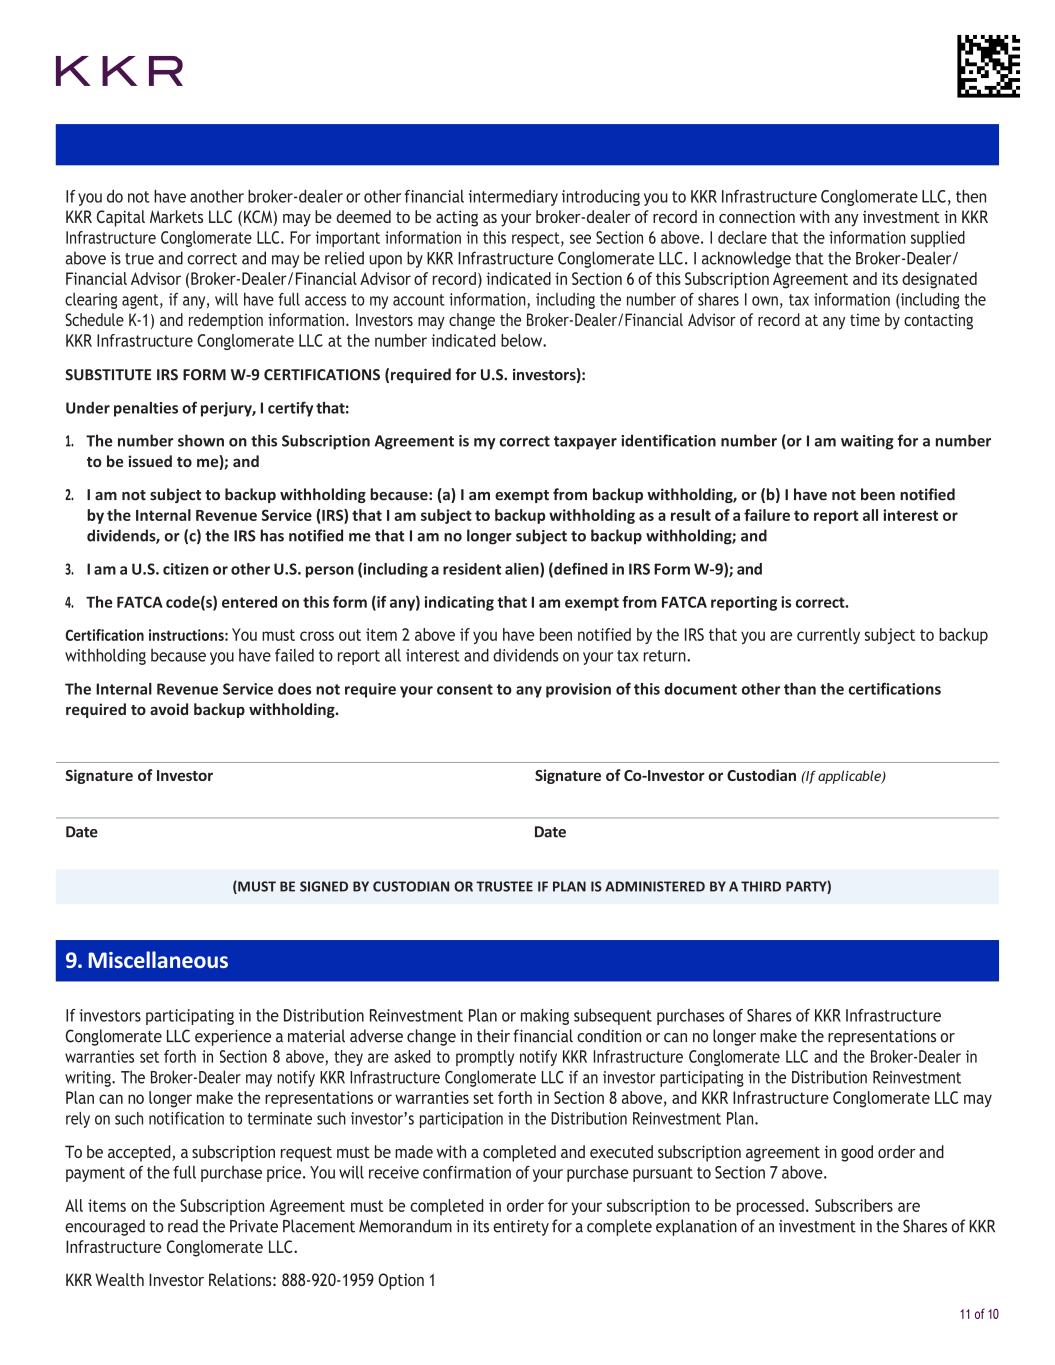 KKR
If you do not have another broker-dealer or other financial intermediary introducing you to KKR Infrastructure Conglomerate LLC, then
KKR Capital Markets LLC (KCM) may be deemed to be acting as your broker-dealer of record in connection with any investment in KKR
Infrastructure Conglomerate LLC. For important information in this respect, see Section 6 above. I declare that the information supplied
above is true and correct and may be relied upon by KKR Infrastructure Conglomerate LLC. I acknowledge that the Broker-Dealer/
Financial Advisor (Broker-Dealer/Financial Advisor of record) indicated in Section 6 of this Subscription Agreement and its designated
clearing agent, if any, will have full access to my account information, including the number of shares I own, tax information (including the
Schedule K-1) and redemption information. Investors may change the Broker-Dealer/Financial Advisor of record at any time by contacting
KKR Infrastructure Conglomerate LLC at the number indicated below.
SUBSTITUTE IRS FORM W-9 CERTIFICATIONS (required for U.S. investors):
Under penalties of perjury, I certify that:
1. The number shown on this Subscription Agreement is my correct taxpayer identification number (or I am waiting for a number
to be issued to me); and
2. I am not subject to backup withholding because: (a) I am exempt from backup withholding, or (b) I have not been notified
by the Internal Revenue Service (IRS) that I am subject to backup withholding as a result of a failure to report all interest or
dividends, or (c) the IRS has notified me that I am no longer subject to backup withholding; and
3. I am a U.S. citizen or other U.S. person (including a resident alien) (defined in IRS Form W-9); and
4. The FATCA code(s) entered on this form (if any) indicating that I am exempt from FATCA reporting is correct.
Certification instructions: You must cross out item 2 above if you have been notified by the IRS that you are currently subject to backup
withholding because you have failed to report all interest and dividends on your tax return.
The Internal Revenue Service does not require your consent to any provision of this document other than the certifications
required to avoid backup withholding.
Signature of Investor Signature of Co-Investor or Custodian (If applicable)
Date Date
(MUST BE SIGNED BY CUSTODIAN OR TRUSTEE IF PLAN IS ADMINISTERED BY A THIRD PARTY)
9. Miscellaneous
If investors participating in the Distribution Reinvestment Plan or making subsequent purchases of Shares of KKR Infrastructure
Conglomerate LLC experience a material adverse change in their financial condition or can no longer make the representations or
warranties set forth in Section 8 above, they are asked to promptly notify KKR Infrastructure Conglomerate LLC and the Broker-Dealer in
writing. The Broker-Dealer may notify KKR Infrastructure Conglomerate LLC if an investor participating in the Distribution Reinvestment
Plan can no longer make the representations or warranties set forth in Section 8 above, and KKR Infrastructure Conglomerate LLC may
rely on such notification to terminate such investor’s participation in the Distribution Reinvestment Plan.
To be accepted, a subscription request must be made with a completed and executed subscription agreement in good order and
payment of the full purchase price. You will receive confirmation of your purchase pursuant to Section 7 above.
All items on the Subscription Agreement must be completed in order for your subscription to be processed. Subscribers are
encouraged to read the Private Placement Memorandum in its entirety for a complete explanation of an investment in the Shares of KKR
Infrastructure Conglomerate LLC.
KKR Wealth Investor Relations: 888-920-1959 Option 1
11 of 10